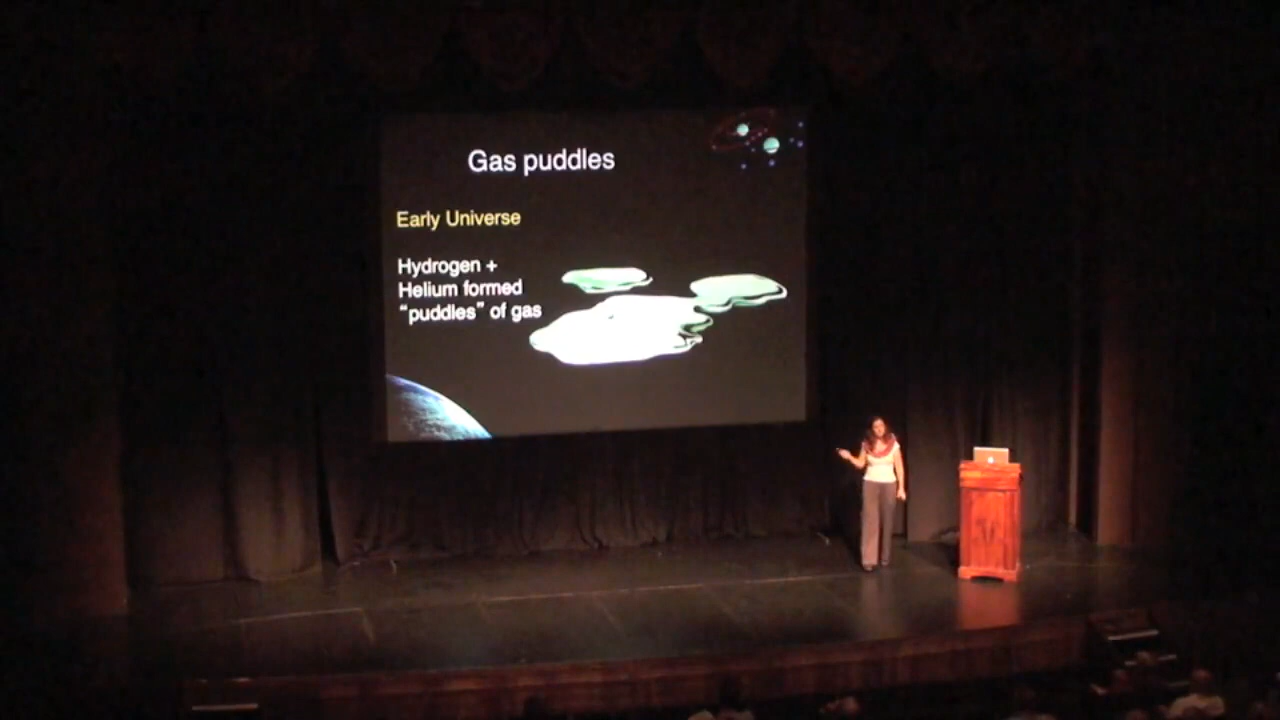 Gas puddles
Early Universe
Hydrogen +
Helium formed
“puddles” of gas